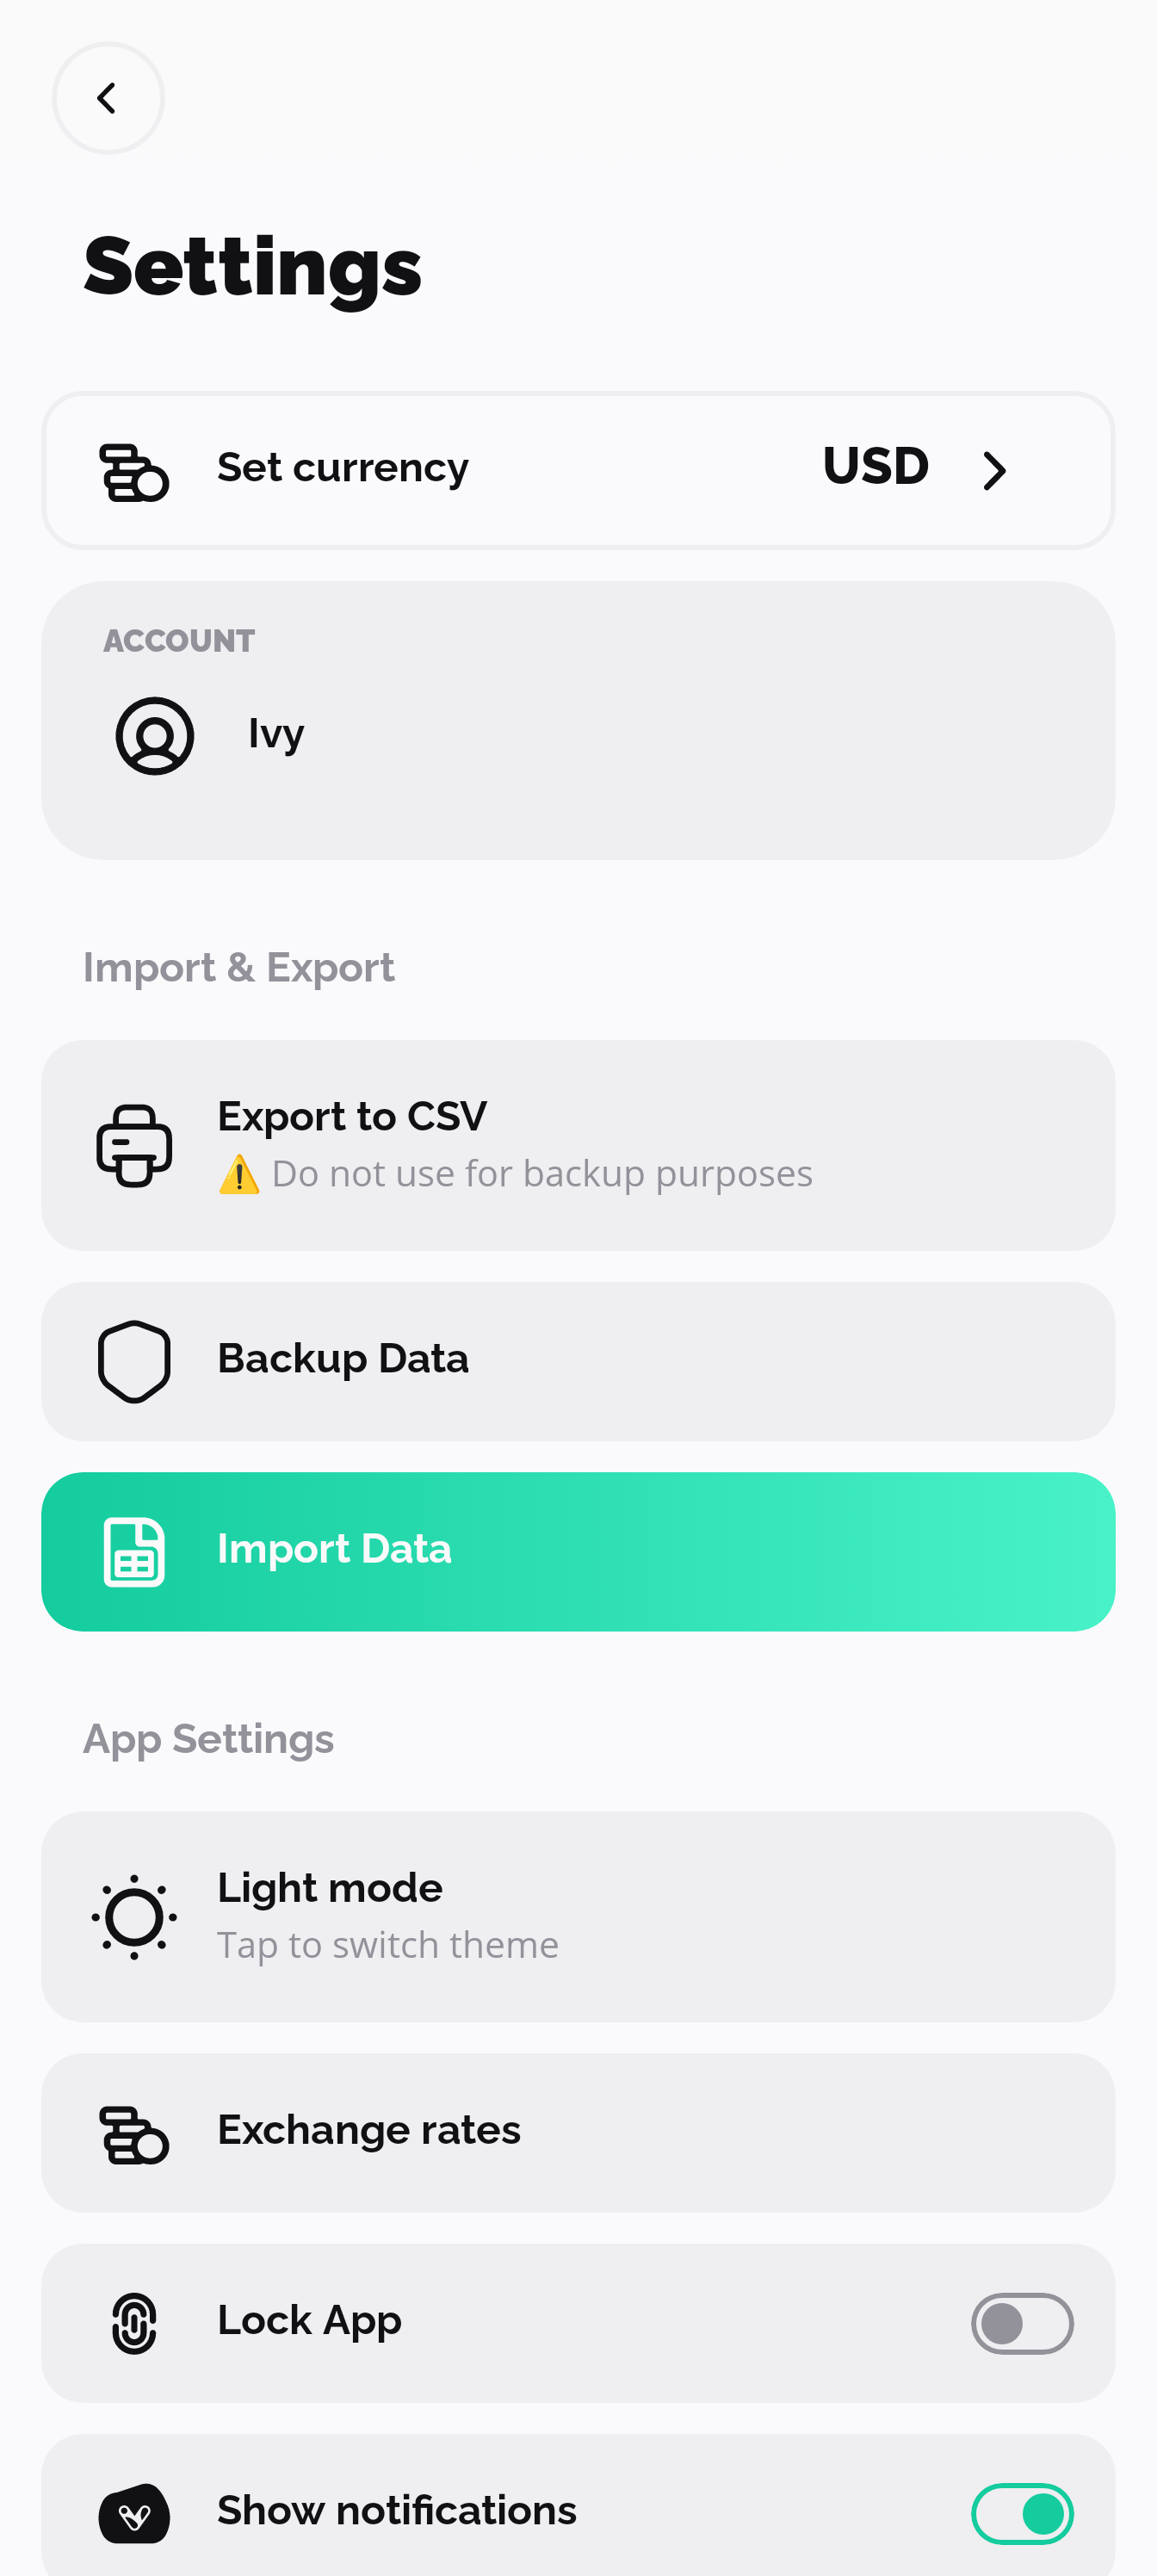 Settings
Set currency USD
ACCOUNT
Ivy
Import & Export
Export to CSV
⚠️ Do not use for backup purposes
Backup Data
Import Data
App Settings
Light mode
Tap to switch theme
Exchange rates
Lock App
Show notifications